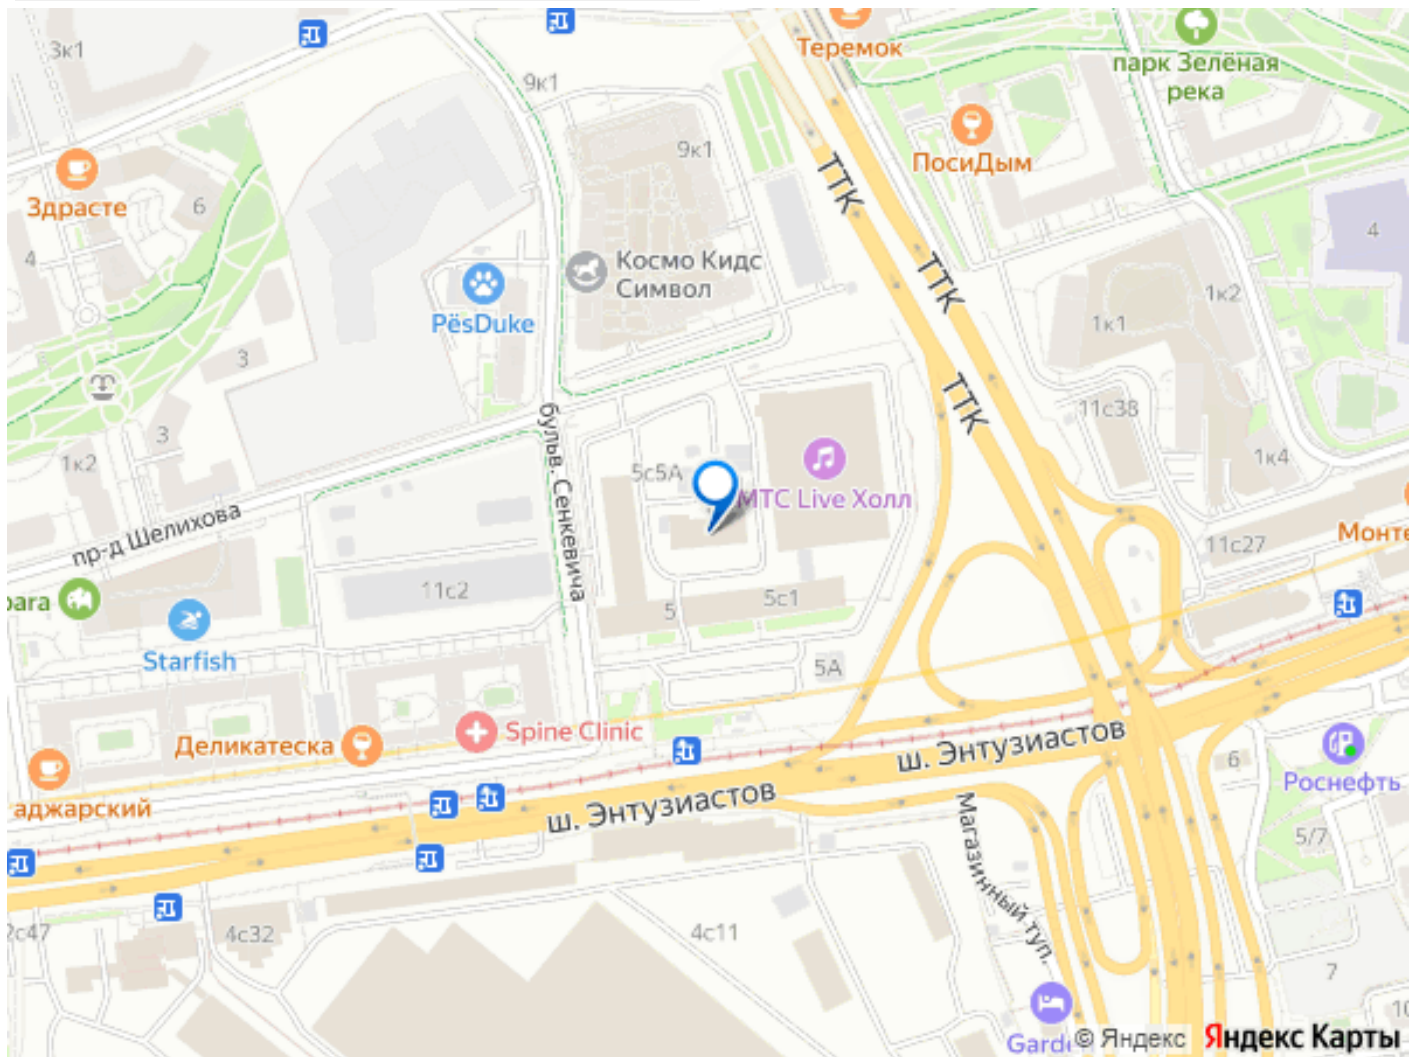 3к1
9к1
Теремок
парк Зелёная
река
9к1
ПосиДым
Здрасте
6
ТТК
4
4
Космо Кидс
Символ
PёsDuke
ТТК
1к2
1к1
3
ТТК
11с38
бульв. Сенкевича
3
1к2
5с5А
МТС Live Холл
1к4
пр-д Шелихова
11с27
11с2
5с1
5
Starfish
5А
Spine Clinic
ш. Энтузиастов
Деликатеска
6
Роснефть
аджарский
ш. Энтузиастов
Магазинный туп.
5/7
2с47
4с32
4с11
7
10
Gard
© Яндекс
Яндекс Карты